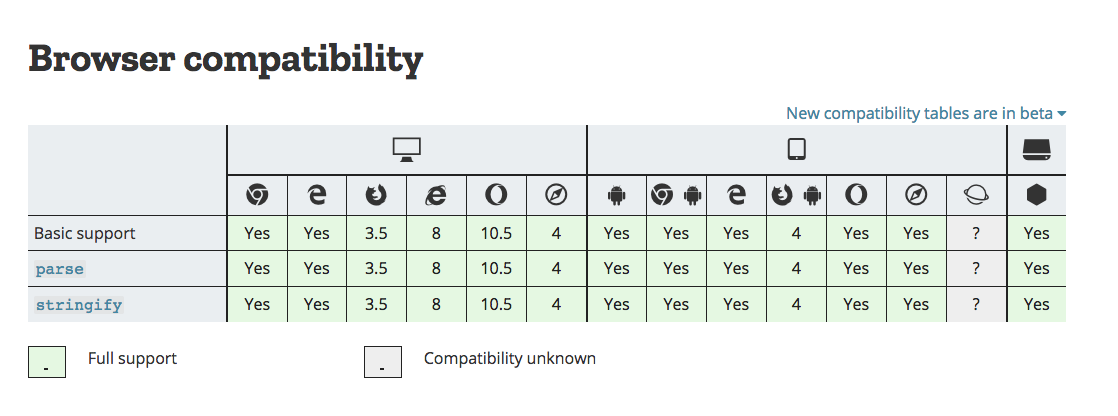 Browser compatibility
New compatibility tables are in beta
Basic support Yes Yes 3.5 8 10.5 4 Yes Yes Yes 4 Yes Yes ? Yes
parse Yes Yes 3.5 8 10.5 4 Yes Yes Yes 4 Yes Yes ? Yes
stringify Yes Yes 3.5 8 10.5 4 Yes Yes Yes 4 Yes Yes ? Yes
- Full support - Compatibility unknown